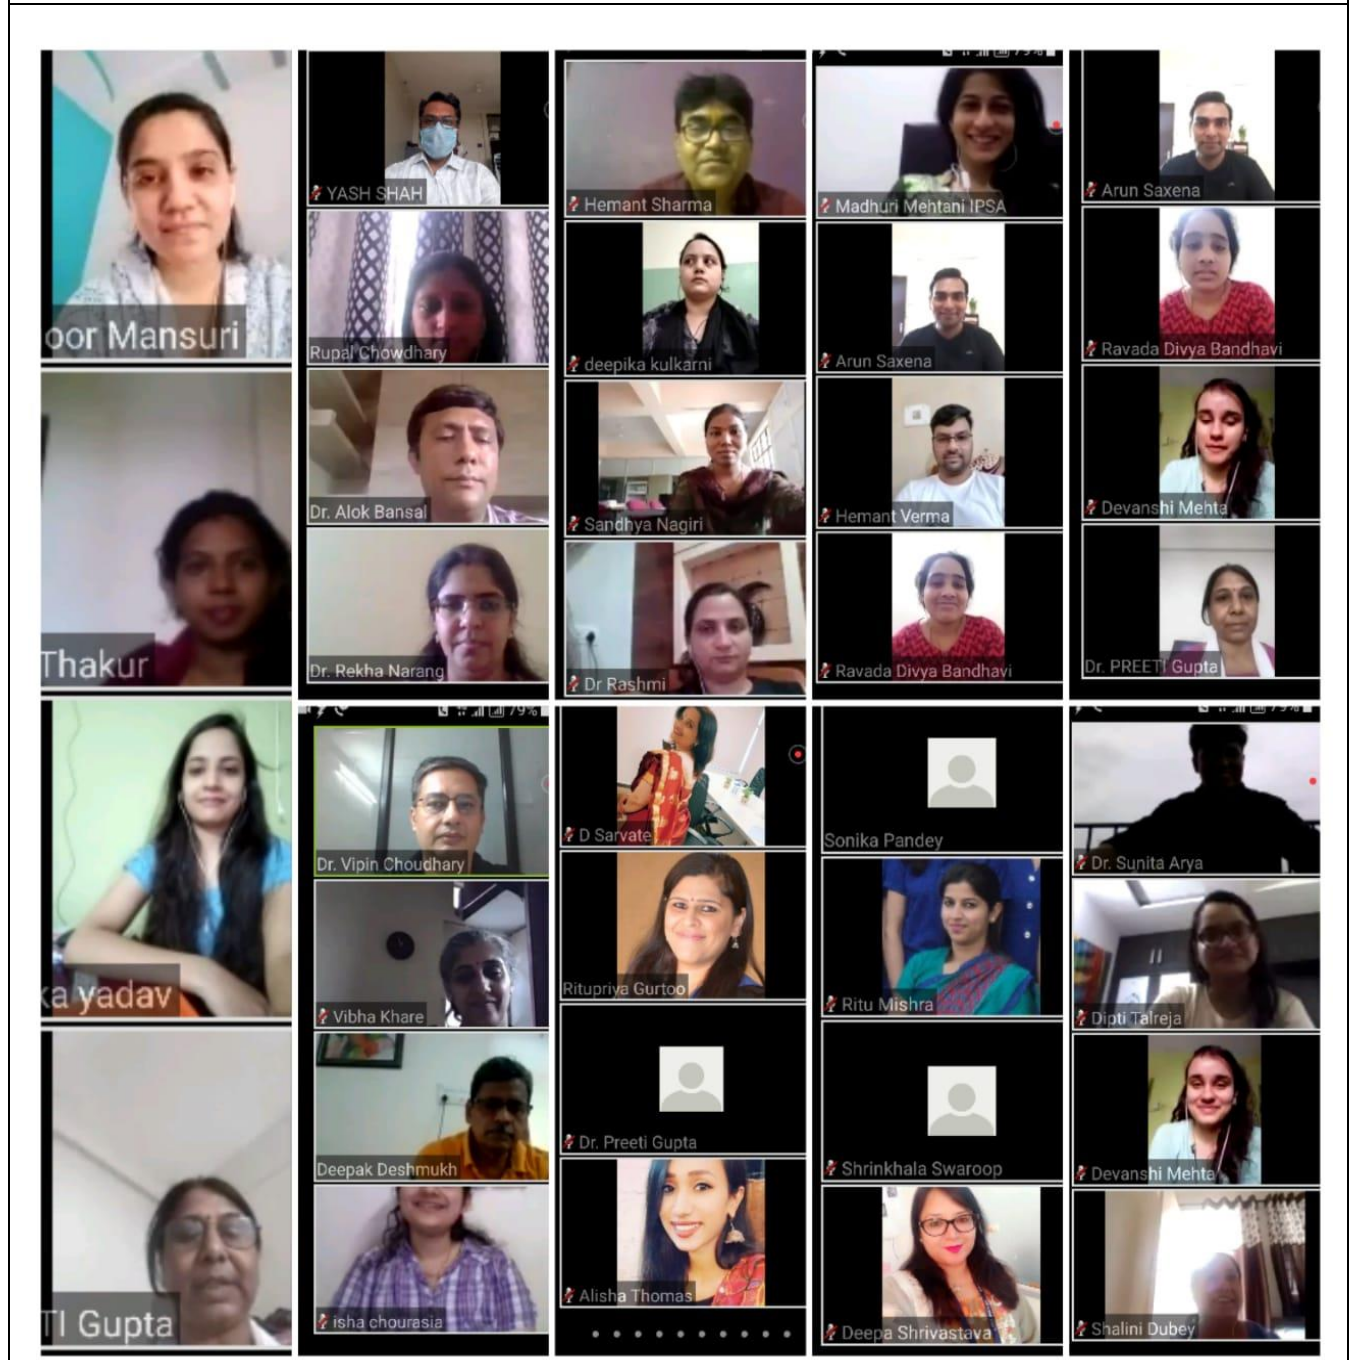 oor Mansuri
YASH SHAH
Hemant Sharma
Madhuri Mehtani IPSA
Arun Saxena
Rupal Chowdhary
deepika kulkarni
Arun Saxena
Ravada Divya Bandhavi
Thakur
Dr. Alok Bansal
Sandhya Nagiri
Hemant Verma
Devanshi Mehta
Dr. Rekha Narang
Dr Rashmi
Ravada Divya Bandhavi
Dr. PREETI Gupta
79%
79%
ka yadav
Dr. Vipin Choudhary
D Sarvate
Sonika Pandey
Dr. Sunita Arya
Vibha Khare
Ritupriya Gurtoo
Ritu Mishra
Dipti Talreja
TI Gupta
Deepak Deshmukh
Dr. Preeti Gupta
Shrinkhala Swaroop
Devanshi Mehta
isha chourasia
Alisha Thomas
Deepa Shrivastava
Shalini Dubey